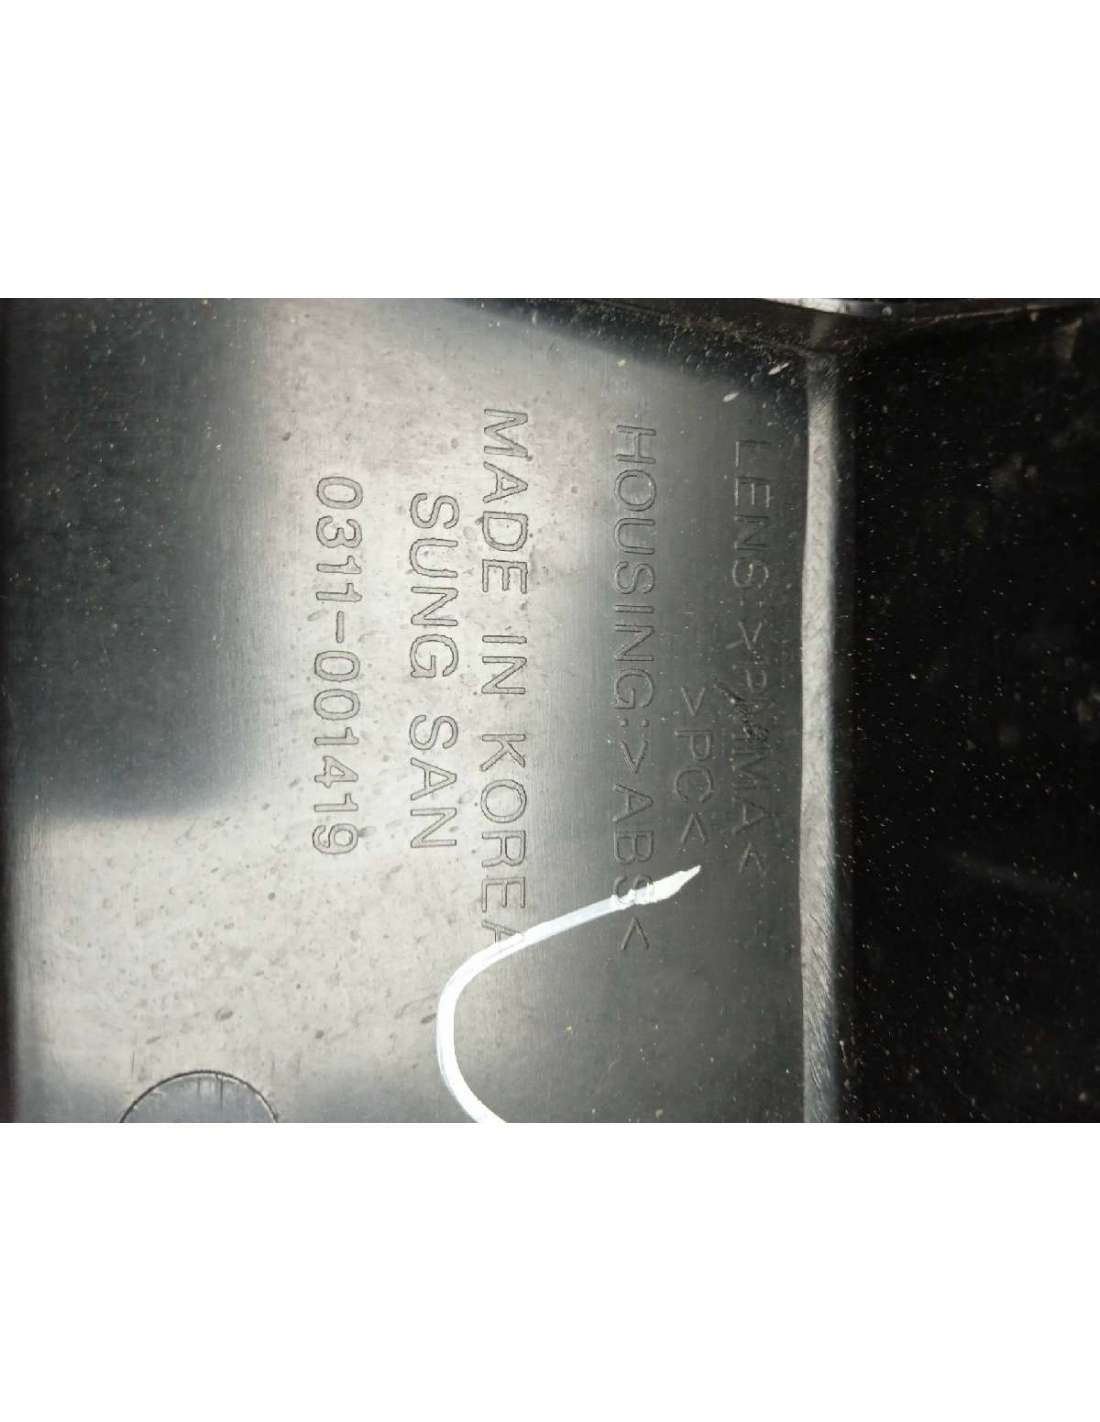 LENS:>PMMA<
>PC<
HOUSING:>ABS<
MADE IN KOREA
SUNG SAN
0311-001419